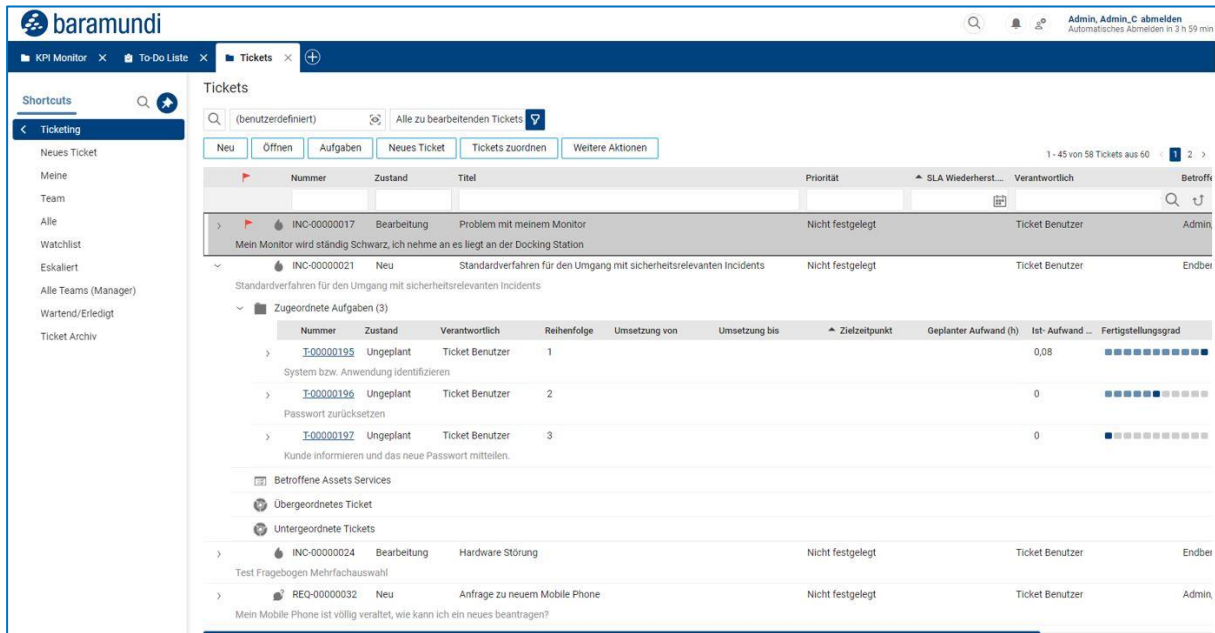 baramundi
Admin, Admin_C abmelden
Automatisches Abmelden in 3 h 59 min
KPI Monitor
To-Do Liste
Tickets
Shortcuts
Ticketing
Neues Ticket
Meine
Team
Alle
Watchlist
Eskaliert
Alle Teams (Manager)
Wartend/Erledigt
Ticket Archiv
Tickets
(benutzerdefiniert) Alle zu bearbeitenden Tickets
Neu Öffnen Aufgaben Neues Ticket Tickets zuordnen Weitere Aktionen
1 - 45 von 58 Tickets aus 60 1 2
Nummer Zustand Titel Priorität SLA Wiederherst.... Verantwortlich Betroffe
INC-00000017 Bearbeitung Problem mit meinem Monitor Nicht festgelegt Ticket Benutzer Admin,
Mein Monitor wird ständig Schwarz, ich nehme an es liegt an der Docking Station
INC-00000021 Neu Standardverfahren für den Umgang mit sicherheitsrelevanten Incidents Nicht festgelegt Ticket Benutzer Endber
Standardverfahren für den Umgang mit sicherheitsrelevanten Incidents
Zugeordnete Aufgaben (3)
Nummer Zustand Verantwortlich Reihenfolge Umsetzung von Umsetzung bis Zielzeitpunkt Geplanter Aufwand (h) Ist- Aufwand ... Fertigstellungsgrad
T-00000195 Ungeplant Ticket Benutzer 1 0,08
System bzw. Anwendung identifizieren
T-00000196 Ungeplant Ticket Benutzer 2 0
Passwort zurücksetzen
T-00000197 Ungeplant Ticket Benutzer 3 0
Kunde informieren und das neue Passwort mitteilen.
Betroffene Assets Services
Übergeordnetes Ticket
Untergeordnete Tickets
INC-00000024 Bearbeitung Hardware Störung Nicht festgelegt Ticket Benutzer Endber
Test Fragebogen Mehrfachauswahl
REQ-00000032 Neu Anfrage zu neuem Mobile Phone Nicht festgelegt Ticket Benutzer Admin,
Mein Mobile Phone ist völlig veraltet, wie kann ich ein neues beantragen?